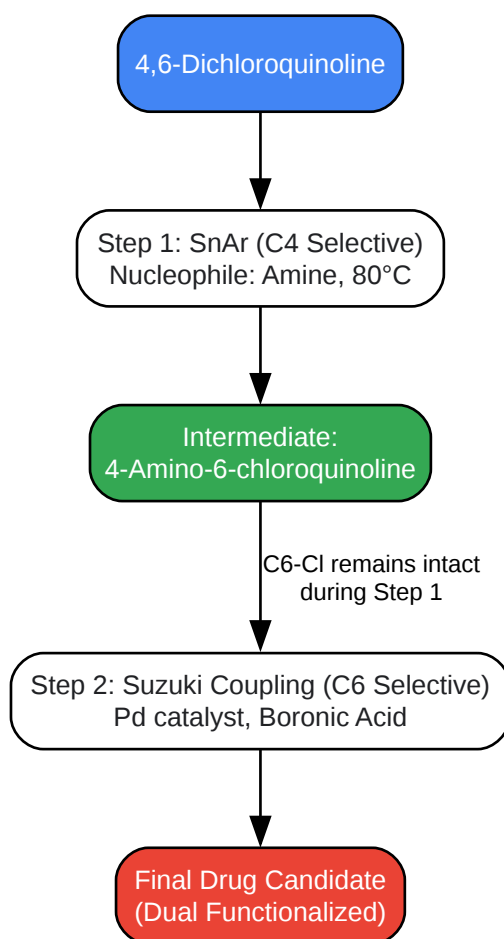 4,6-Dichloroquinoline
Step 1: SnAr (C4 Selective)
Nucleophile: Amine, 80°C
Intermediate:
4-Amino-6-chloroquinoline
C6-Cl remains intact
during Step 1
Step 2: Suzuki Coupling (C6 Selective)
Pd catalyst, Boronic Acid
Final Drug Candidate
(Dual Functionalized)